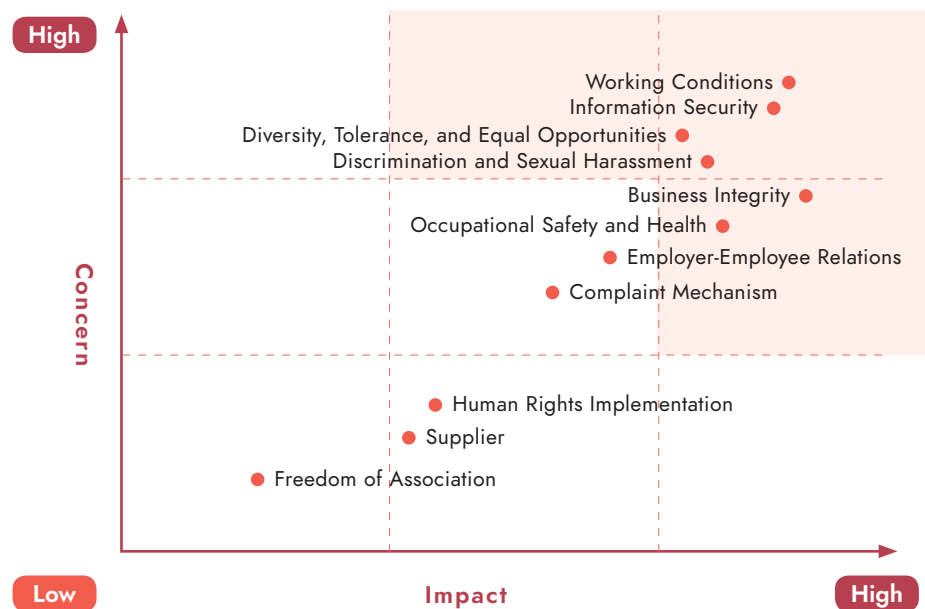 High
Working Conditions
Information Security
Diversity, Tolerance, and Equal Opportunities
Discrimination and Sexual Harassment
Business Integrity
Occupational Safety and Health
Employer-Employee Relations
Complaint Mechanism
Concern
Human Rights Implementation
Supplier
Freedom of Association
Low
Impact
High